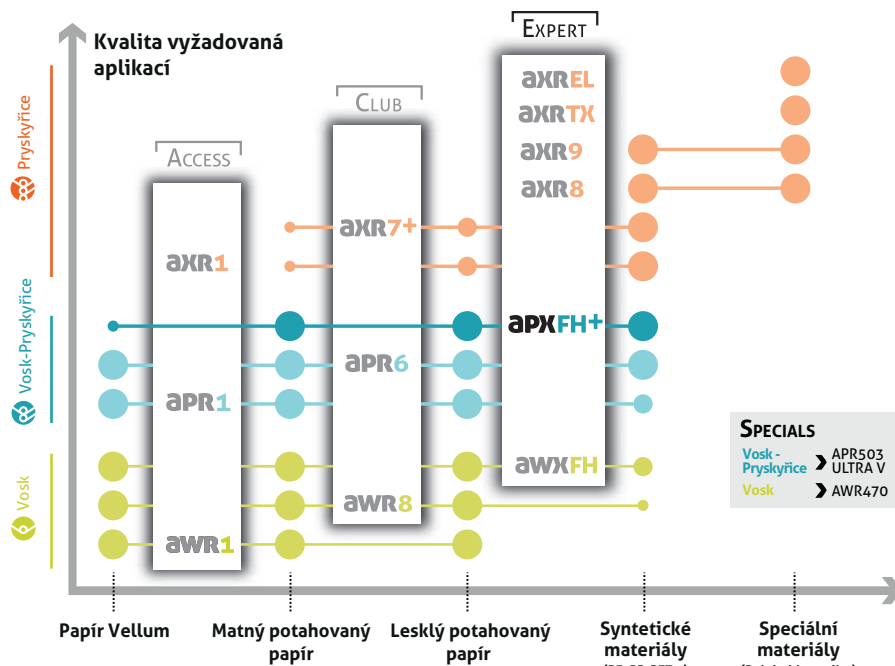 Kvalita vyžadovaná
aplikací
EXPERT
CLUB
ACCESS
Pryskyřice
Vosk-Pryskyřice
Vosk
aXREL
aXRTX
aXR9
aXR8
aXR7+
aXR1
aPXFH+
aPR6
aPR1
aWXFH
aWR8
aWR1
SPECIALS
Vosk - Pryskyřice
APR503
ULTRA V
Vosk
AWR470
Papír Vellum
Matný potahovaný
papír
Lesklý potahovaný
papír
Syntetické
materiály
Speciální
materiály